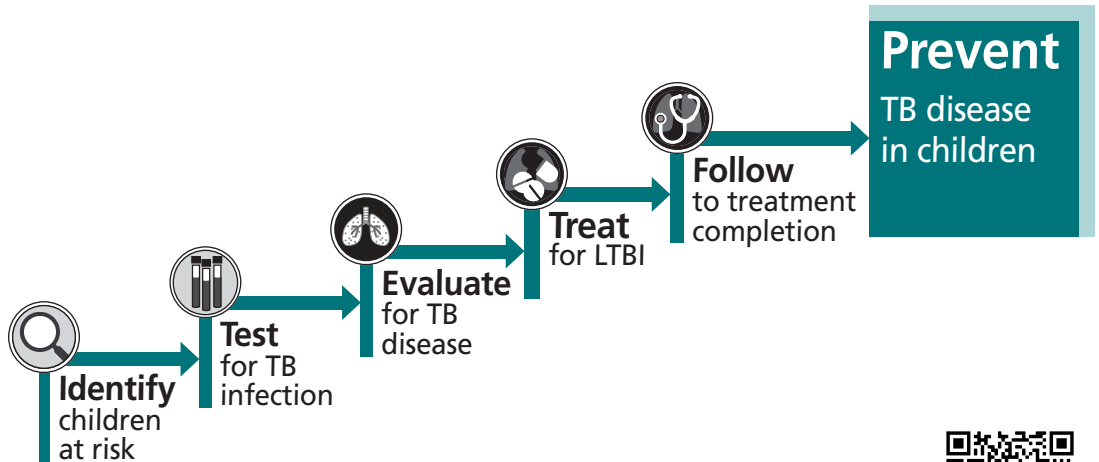 Identify
children
at risk
Test
for TB
infection
Evaluate
for TB
disease
Treat
for LTBI
Follow
to treatment
completion
Prevent
TB disease
in children